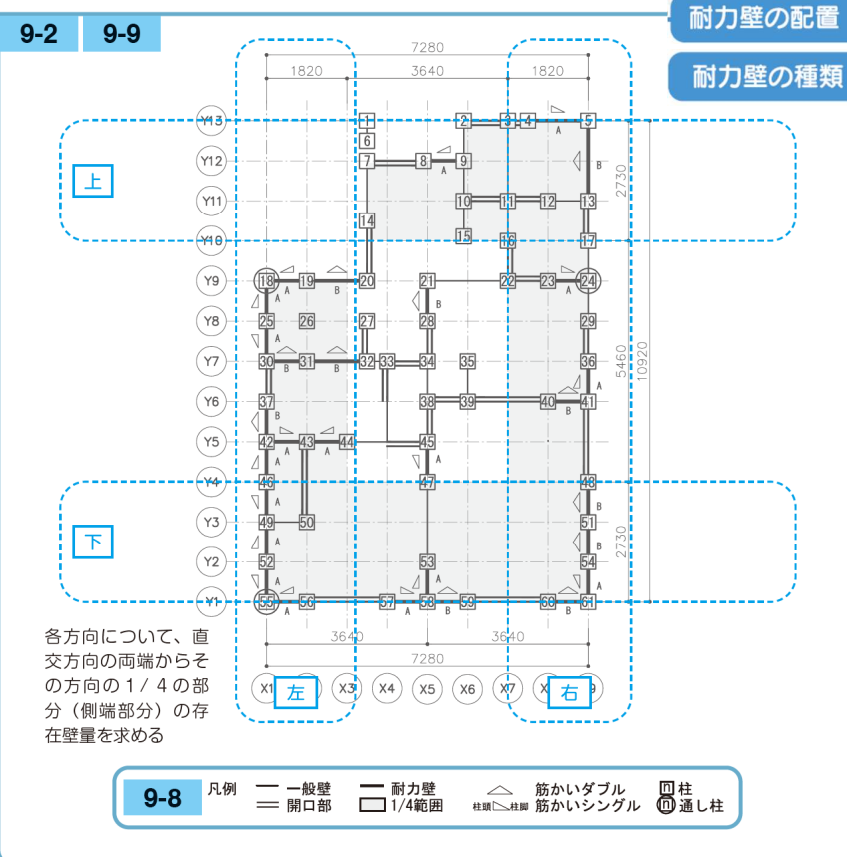 耐力壁の配置
9-2 9-9
耐力壁の種類
7280
1820 3640 1820
Y13 1 2 3 4 5
A
6
Y12 7 8 9
A B
上
2730
Y11 10 11 12 13
14
Y10 15 16 17
Y9 18 19 20 21 22 23 24
A A A
A B
Y8 25 26 27 28 29
A
5460
10920
Y7 30 31 32 33 34 35 36
B B
A
Y6 37 38 39 40 41
B B
Y5 42 43 44 45
A A
A A
Y4 46 47 48
A B
Y3 49 50 51
下
A B
2730
Y2 52 53 54
A A A
Y1 55 56 57 58 59 60 61
A A B B
3640 3640
7280
X1 左 X3 X4 X5 X6 X7 右
各方向について、直
交方向の両端からそ
の方向の1/4の部
分（側端部分）の存
在壁量を求める
9-8 凡例 一般壁 耐力壁 筋かいダブル n 柱
開口部 1/4範囲 柱頭 柱脚 筋かいシングル n 通し柱